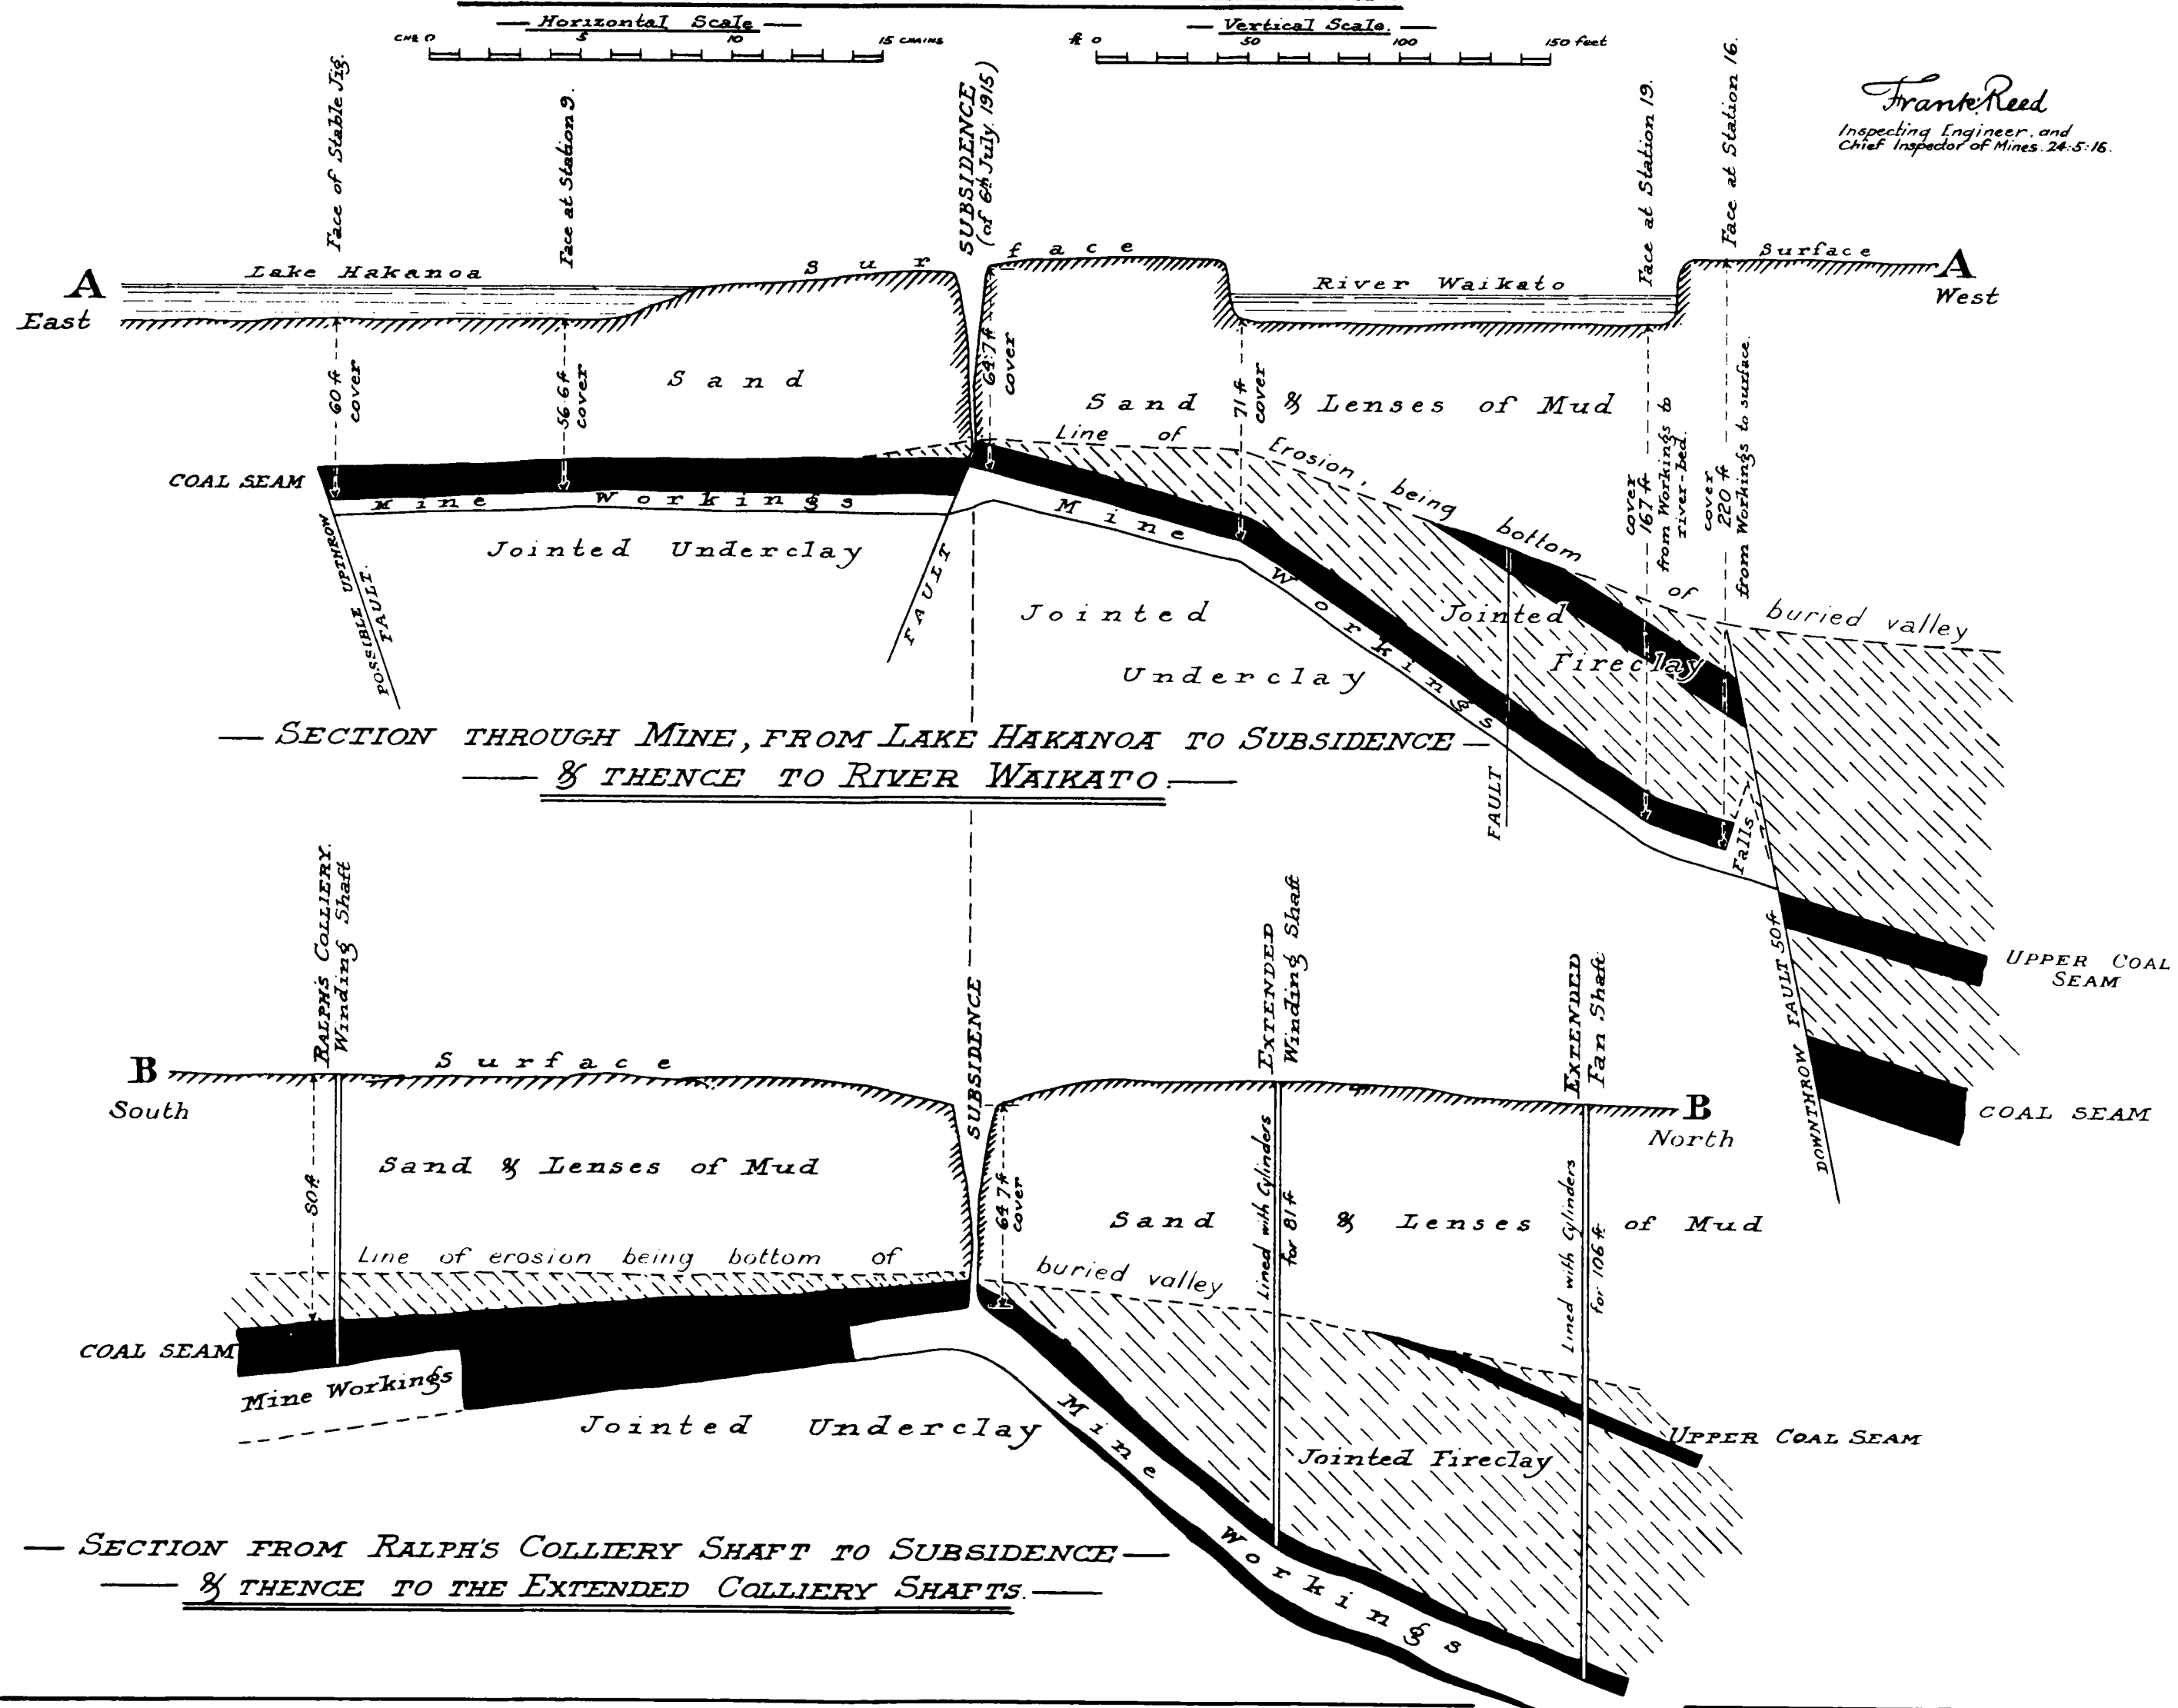 Horizontal Scale
CHS 0 5 10 15 CHAINS
Vertical Scale.
ft 0 50 100 150 feet
Frank Reed
Inspecting Engineer, and
Chief Inspector of Mines. 24:5:16.
Face of Stable Jig.
Face at Station 9.
SUBSIDENCE
(of 6th July. 1915)
Face at Station 19.
Face at Station 16.
A
East
Lake Hakanoa
Surface
River Waikato
Surface
A
West
60 ft
cover
56.6 ft
cover
Sand
64.7 ft
cover
71 ft
cover
Sand & Lenses of Mud
cover
167 ft
from Workings to
river-bed.
cover
220 ft
from Workings to surface.
Line of Erosion, being bottom of buried valley
COAL SEAM
Mine Workings
Mine Workings
Jointed Underclay
POSSIBLE UPTHROW
FAULT.
FAULT
Jointed
Underclay
Jointed
Fireclay
FAULT
Falls
DOWNTHROW FAULT 50 ft
UPPER COAL
SEAM
COAL SEAM
— SECTION THROUGH MINE, FROM LAKE HAKANOA TO SUBSIDENCE —
— & THENCE TO RIVER WAIKATO. —
RALPH'S COLLIERY.
Winding Shaft
SUBSIDENCE
EXTENDED
Winding Shaft
EXTENDED
Fan Shaft
B
South
Surface
B
North
80 ft
Sand & Lenses of Mud
64.7 ft
cover
Lined with Cylinders
for 81 ft
Lined with Cylinders
for 106 ft
Sand & Lenses of Mud
Line of erosion being bottom of buried valley
COAL SEAM
Mine Workings
Jointed Underclay
Mine Workings
Jointed Fireclay
UPPER COAL SEAM
— SECTION FROM RALPH'S COLLIERY SHAFT TO SUBSIDENCE —
— & THENCE TO THE EXTENDED COLLIERY SHAFTS. —